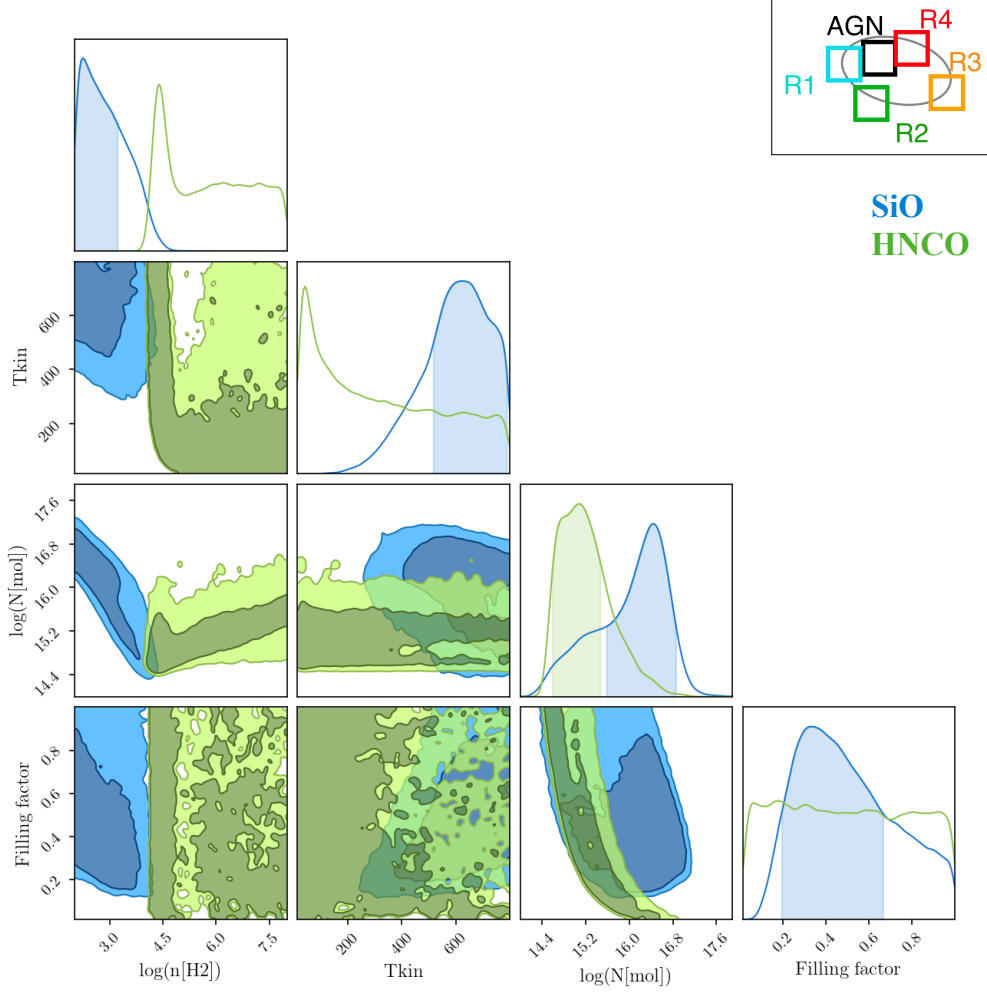 AGN
R4
R3
R1
R2
SiO
HNCO
Tkin
600
400
200
log(N[mol])
17.6
16.8
16.0
15.2
14.4
Filling factor
0.8
0.6
0.4
0.2
3.0 4.5 6.0 7.5
200 400 600
14.4 15.2 16.0 16.8 17.6
0.2 0.4 0.6 0.8
log(n[H2])
Tkin
log(N[mol])
Filling factor